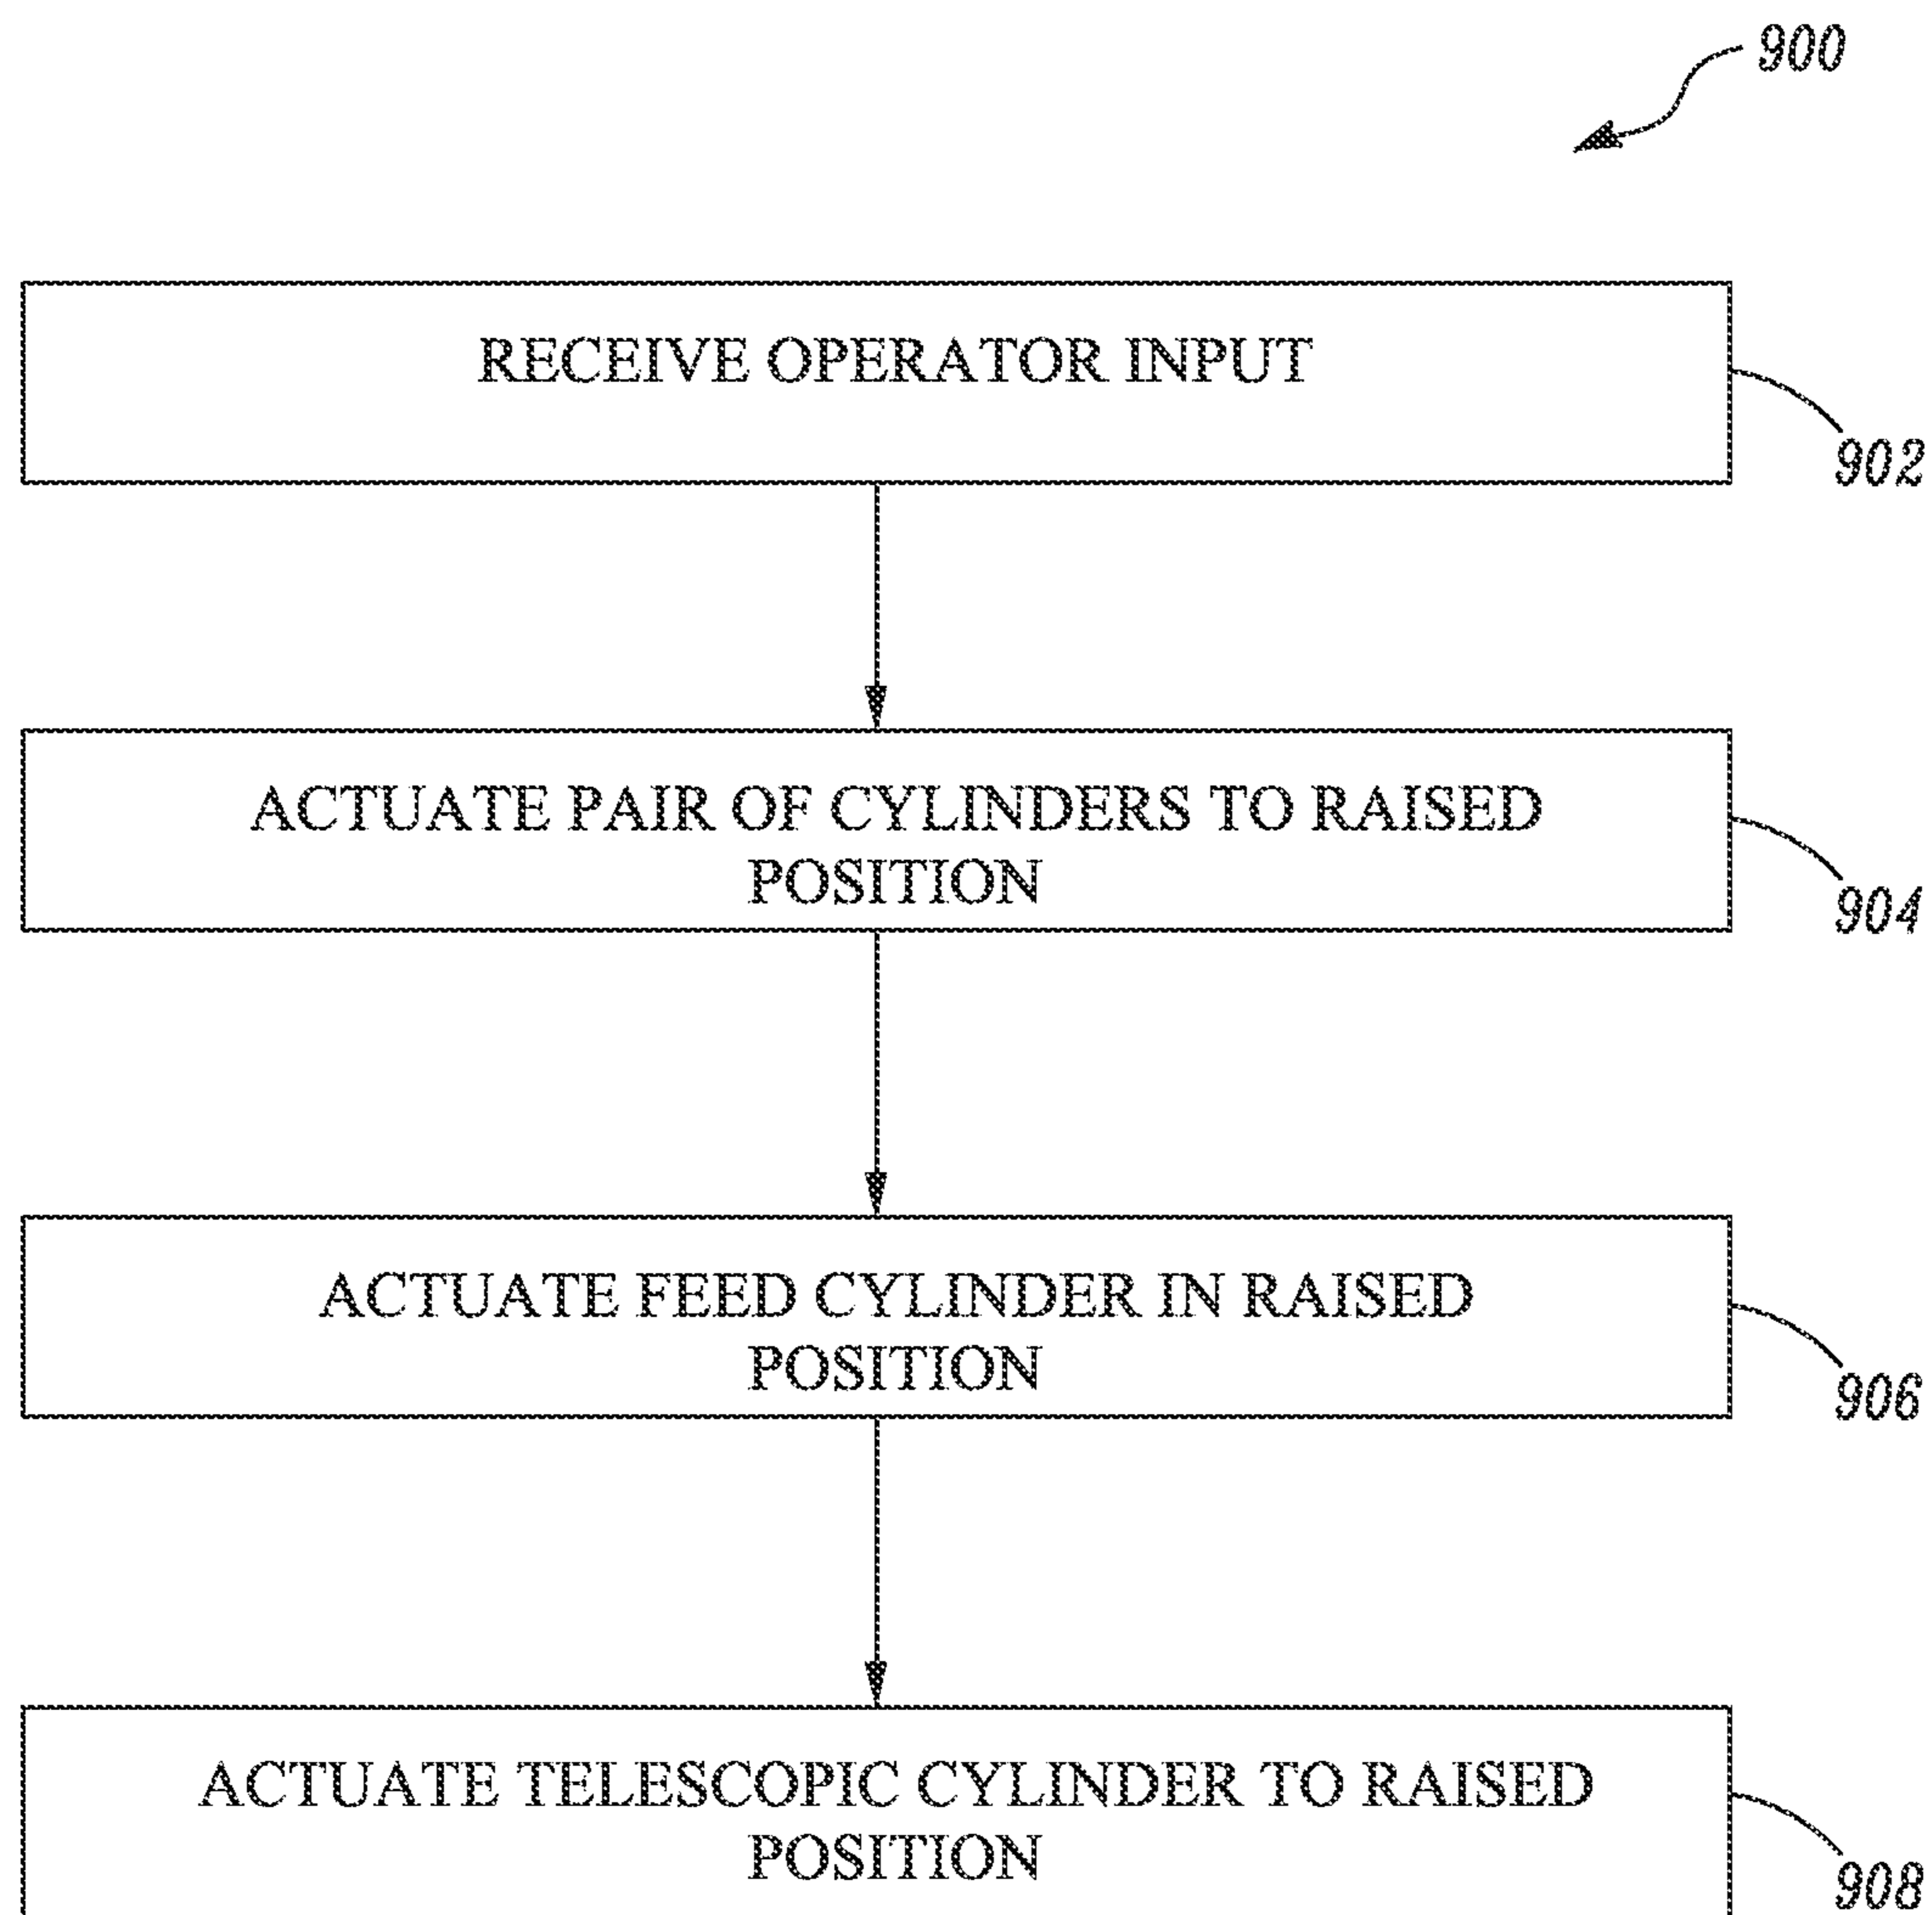 900
RECEIVE OPERATOR INPUT
902
ACTUATE PAIR OF CYLINDERS TO RAISED
POSITION
904
ACTUATE FEED CYLINDER IN RAISED
POSITION
906
ACTUATE TELESCOPIC CYLINDER TO RAISED
POSITION
908